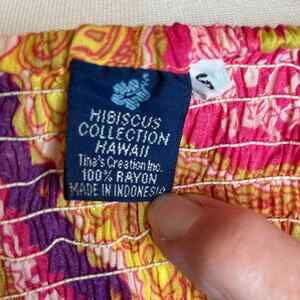 HIBISCUS
COLLECTION
HAWAII
Tina's Creation Inc.
100% RAYON
MADE IN INDONESIA